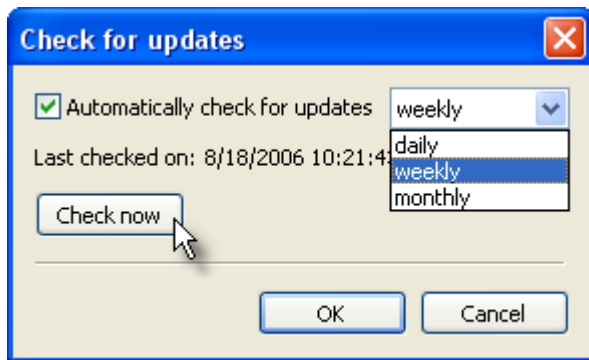 Check for updates
Automatically check for updates weekly
Last checked on: 8/18/2006 10:21:4
daily
weekly
monthly
Check now
OK Cancel